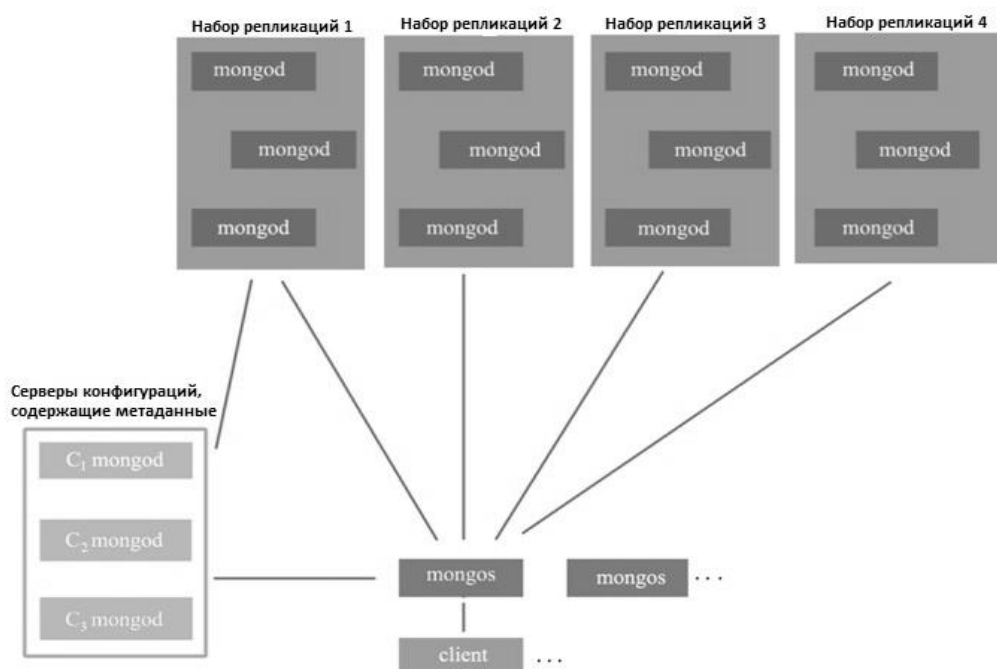 Набор репликаций 1
Набор репликаций 2
Набор репликаций 3
Набор репликаций 4
mongod
mongod
mongod
mongod
mongod
mongod
mongod
mongod
mongod
mongod
mongod
mongod
Серверы конфигураций,
содержащие метаданные
C₁ mongod
C₂ mongod
C₃ mongod
mongos
mongos ...
client ...